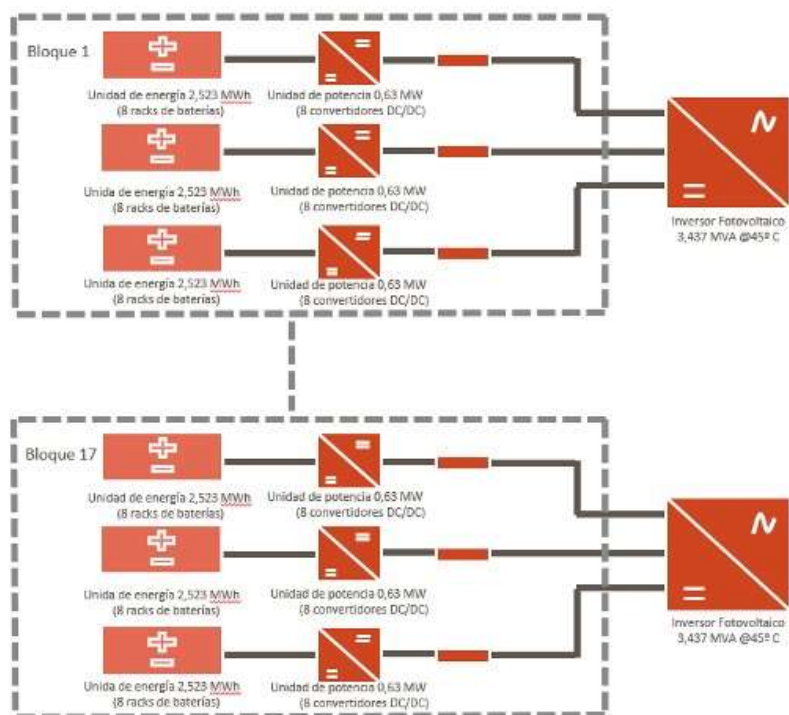 Bloque 1
Unidad de energía 2,523 MWh
(8 racks de baterías)
Unidad de potencia 0,63 MW
(8 convertidores DC/DC)
Unida de energía 2,523 MWh
(8 racks de baterías)
Unidad de potencia 0,63 MW
(8 convertidores DC/DC)
Inversor Fotovoltaico
3,437 MVA @45º C
Unida de energía 2,523 MWh
(8 racks de baterías)
Unidad de potencia 0,63 MW
(8 convertidores DC/DC)
Bloque 17
Unidad de energía 2,523 MWh
(8 racks de baterías)
Unidad de potencia 0,63 MW
(8 convertidores DC/DC)
Unida de energía 2,523 MWh
(8 racks de baterías)
Unidad de potencia 0,63 MW
(8 convertidores DC/DC)
Inversor Fotovoltaico
3,437 MVA @45º C
Unida de energía 2,523 MWh
(8 racks de baterías)
Unidad de potencia 0,63 MW
(8 convertidores DC/DC)